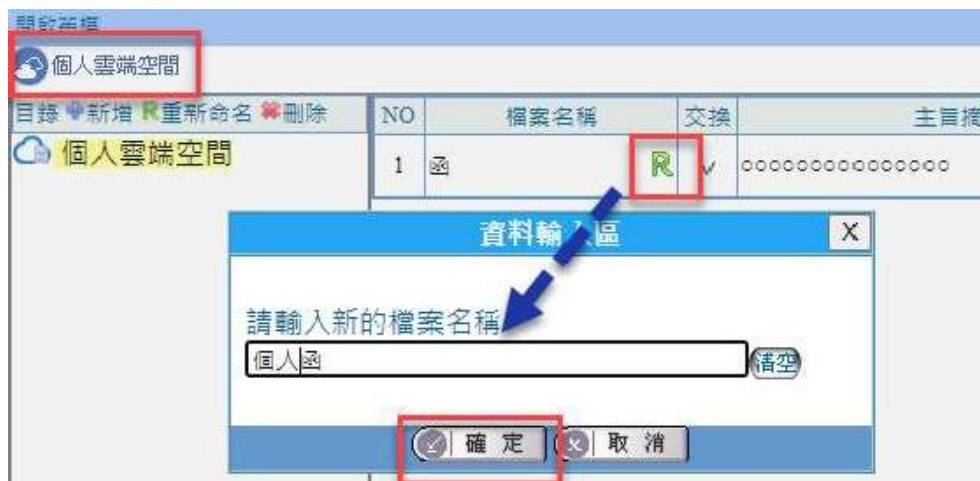 個人雲端空間
目錄 新增 R重新命名 刪除
個人雲端空間
NO 檔案名稱 交換 主旨摘
1 函 R ○○○○○○○○○○○○○○○
資料輸入區 X
請輸入新的檔案名稱
個人函
清空
確定 取消